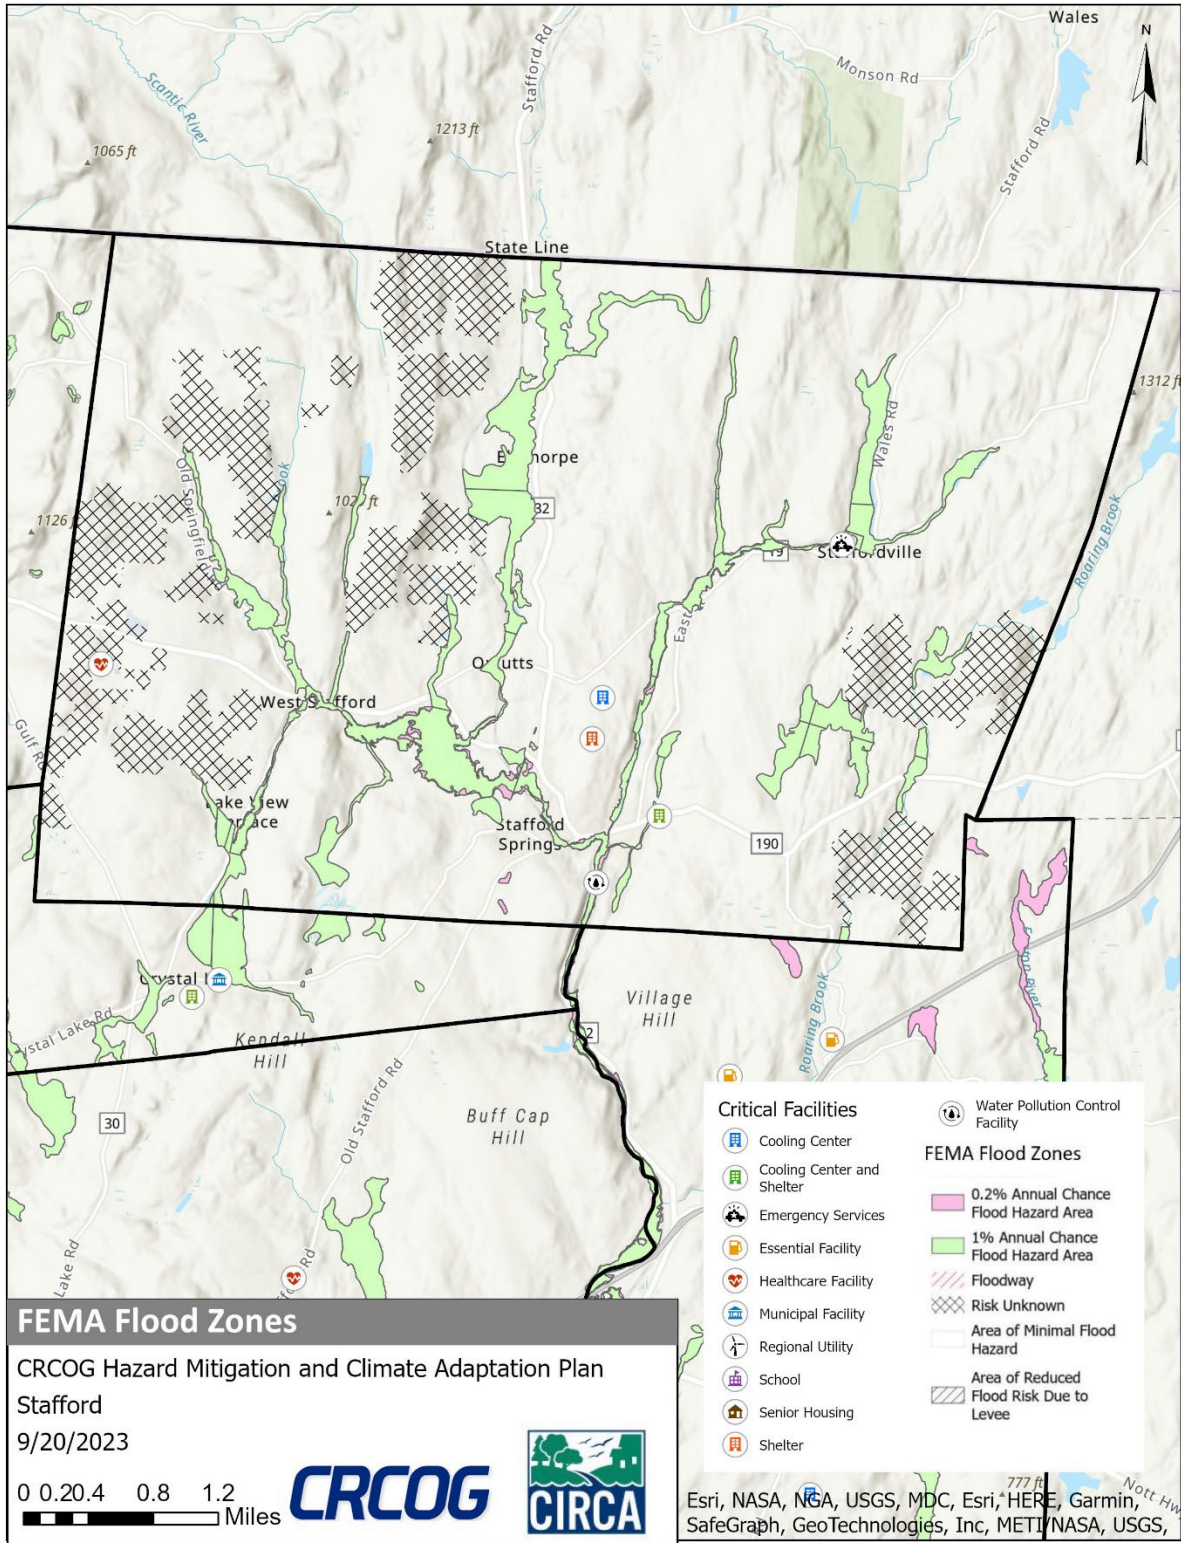 Wales
N
Monson Rd
Stafford Rd
Scantic River
1213 ft
1065 ft
Stafford Rd
State Line
1312 ft
Wales Rd
32
Old Springfield
1126 ft
19
Roaring Brook
East
West S fford
Gulf Rd
Stafford
Springs
190
Roaring Brook
Village
Hill
Kendall
Hill
30
Old Stafford Rd
Buff Cap
Hill
Lake Rd
Critical Facilities
Cooling Center
Cooling Center and
Shelter
Emergency Services
Essential Facility
Healthcare Facility
Municipal Facility
Regional Utility
School
Senior Housing
Shelter
Water Pollution Control
Facility
FEMA Flood Zones
0.2% Annual Chance
Flood Hazard Area
1% Annual Chance
Flood Hazard Area
Floodway
Risk Unknown
Area of Minimal Flood
Hazard
Area of Reduced
Flood Risk Due to
Levee
777 ft
FEMA Flood Zones
CRCOG Hazard Mitigation and Climate Adaptation Plan
Stafford
9/20/2023
0 0.20.4 0.8 1.2
Miles
CRCOG
CIRCA
Esri, NASA, NGA, USGS, MDC, Esri, HERE, Garmin,
SafeGraph, GeoTechnologies, Inc, METI/NASA, USGS,